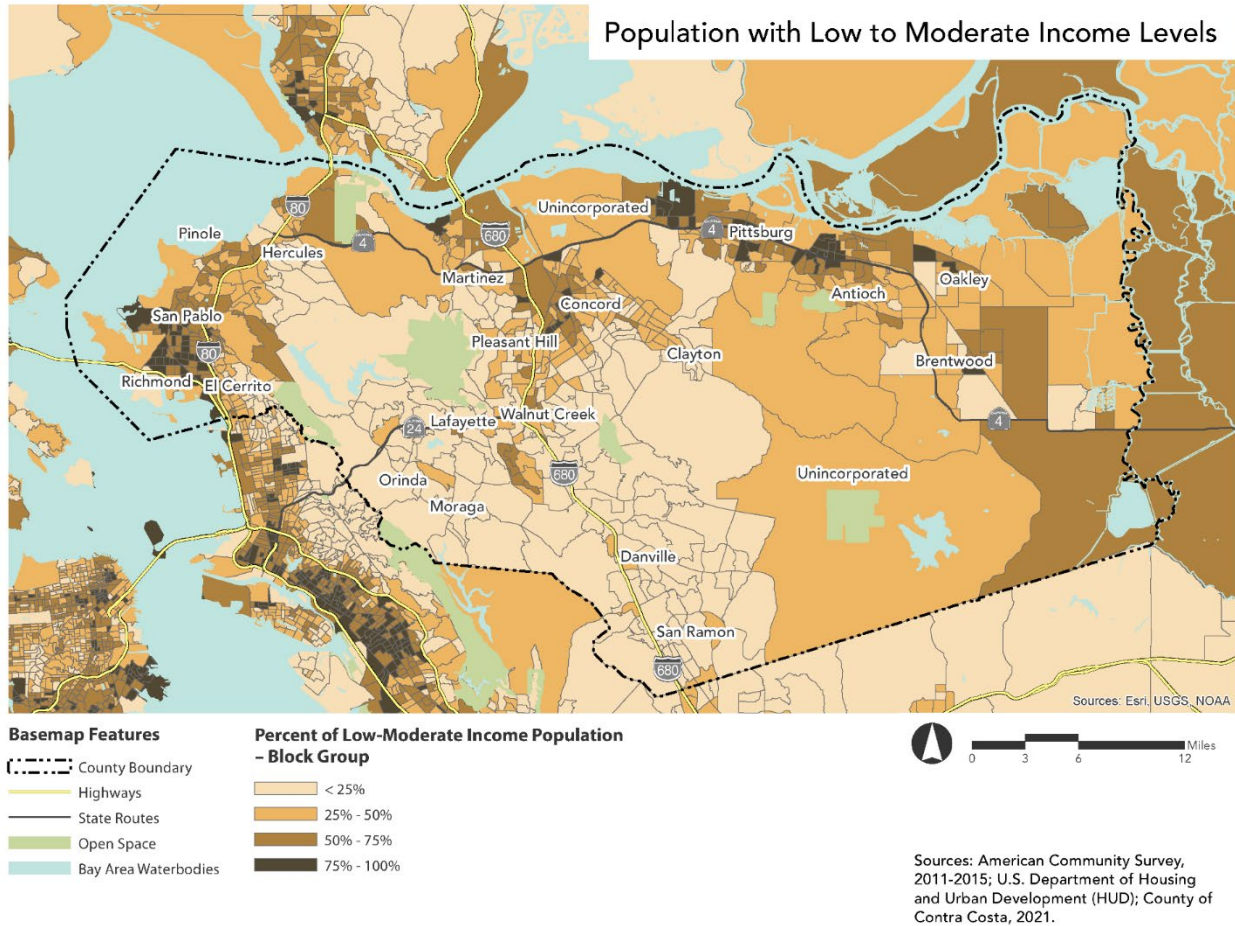 Population with Low to Moderate Income Levels
80
Unincorporated
Pinole
680
4
Pittsburg
Hercules
4
Martinez
Oakley
Antioch
Concord
San Pablo
Pleasant Hill
80
Clayton
Brentwood
Richmond
El Cerrito
Walnut Creek
Lafayette
24
4
680
Unincorporated
Orinda
Moraga
Danville
San Ramon
680
Sources: Esri, USGS, NOAA
Basemap Features
County Boundary
Highways
State Routes
Open Space
Bay Area Waterbodies
Percent of Low-Moderate Income Population
– Block Group
< 25%
25% - 50%
50% - 75%
75% - 100%
Miles
0 3 6 12
Sources: American Community Survey,
2011-2015; U.S. Department of Housing
and Urban Development (HUD); County of
Contra Costa, 2021.